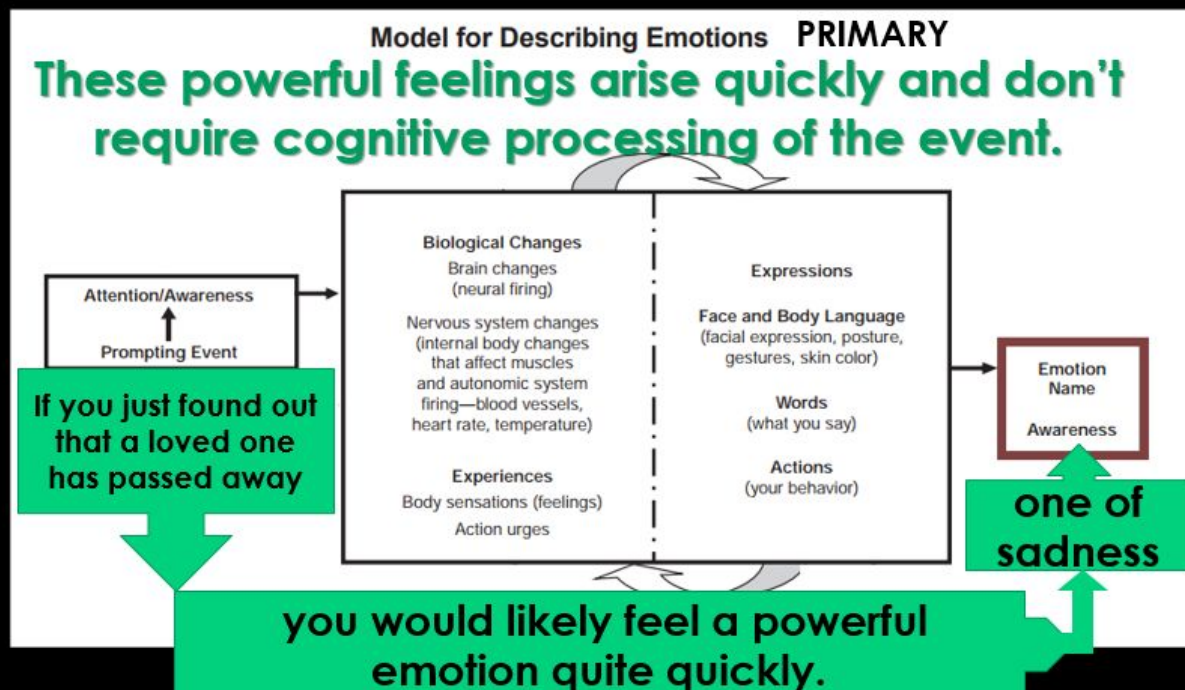 Model for Describing Emotions PRIMARY
These powerful feelings arise quickly and don't
require cognitive processing of the event.
Attention/Awareness
Prompting Event
If you just found out
that a loved one
has passed away
Biological Changes
Brain changes
(neural firing)
Nervous system changes
(internal body changes
that affect muscles
and autonomic system
firing—blood vessels,
heart rate, temperature)
Experiences
Body sensations (feelings)
Action urges
Expressions
Face and Body Language
(facial expression, posture,
gestures, skin color)
Words
(what you say)
Actions
(your behavior)
Emotion
Name
Awareness
one of
sadness
you would likely feel a powerful
emotion quite quickly.